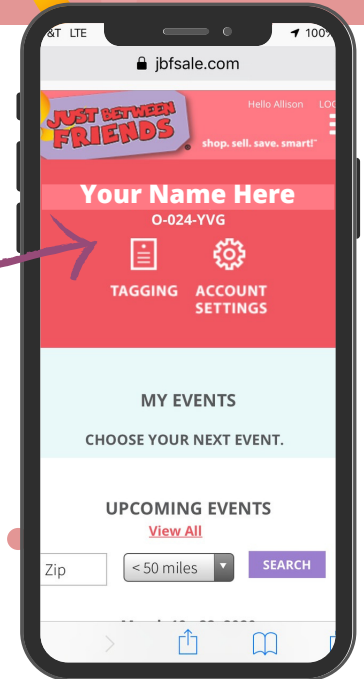 &T LTE
100%
jbfsale.com
Hello Allison
JUST BETWEEN
FRIENDS
shop. sell. save. smart!
Your Name Here
O-024-YVG
TAGGING
ACCOUNT
SETTINGS
MY EVENTS
CHOOSE YOUR NEXT EVENT.
UPCOMING EVENTS
View All
Zip
< 50 miles
SEARCH